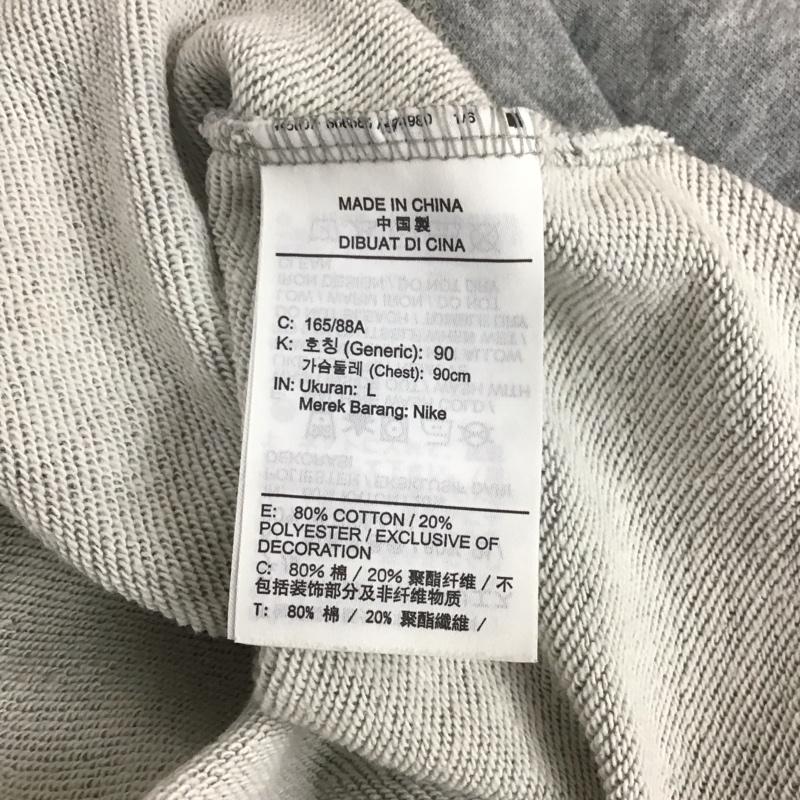 1/6
MADE IN CHINA
中国製
DIBUAT DI CINA
C: 165/88A
K: 호칭 (Generic): 90
가슴둘레 (Chest): 90cm
IN: Ukuran: L
Merek Barang: Nike
E: 80% COTTON / 20%
POLYESTER / EXCLUSIVE OF
DECORATION
C: 80% 棉 / 20% 聚酯纤维 / 不
包括装饰部分及非纤维物质
T: 80% 棉 / 20% 聚酯纖維 /